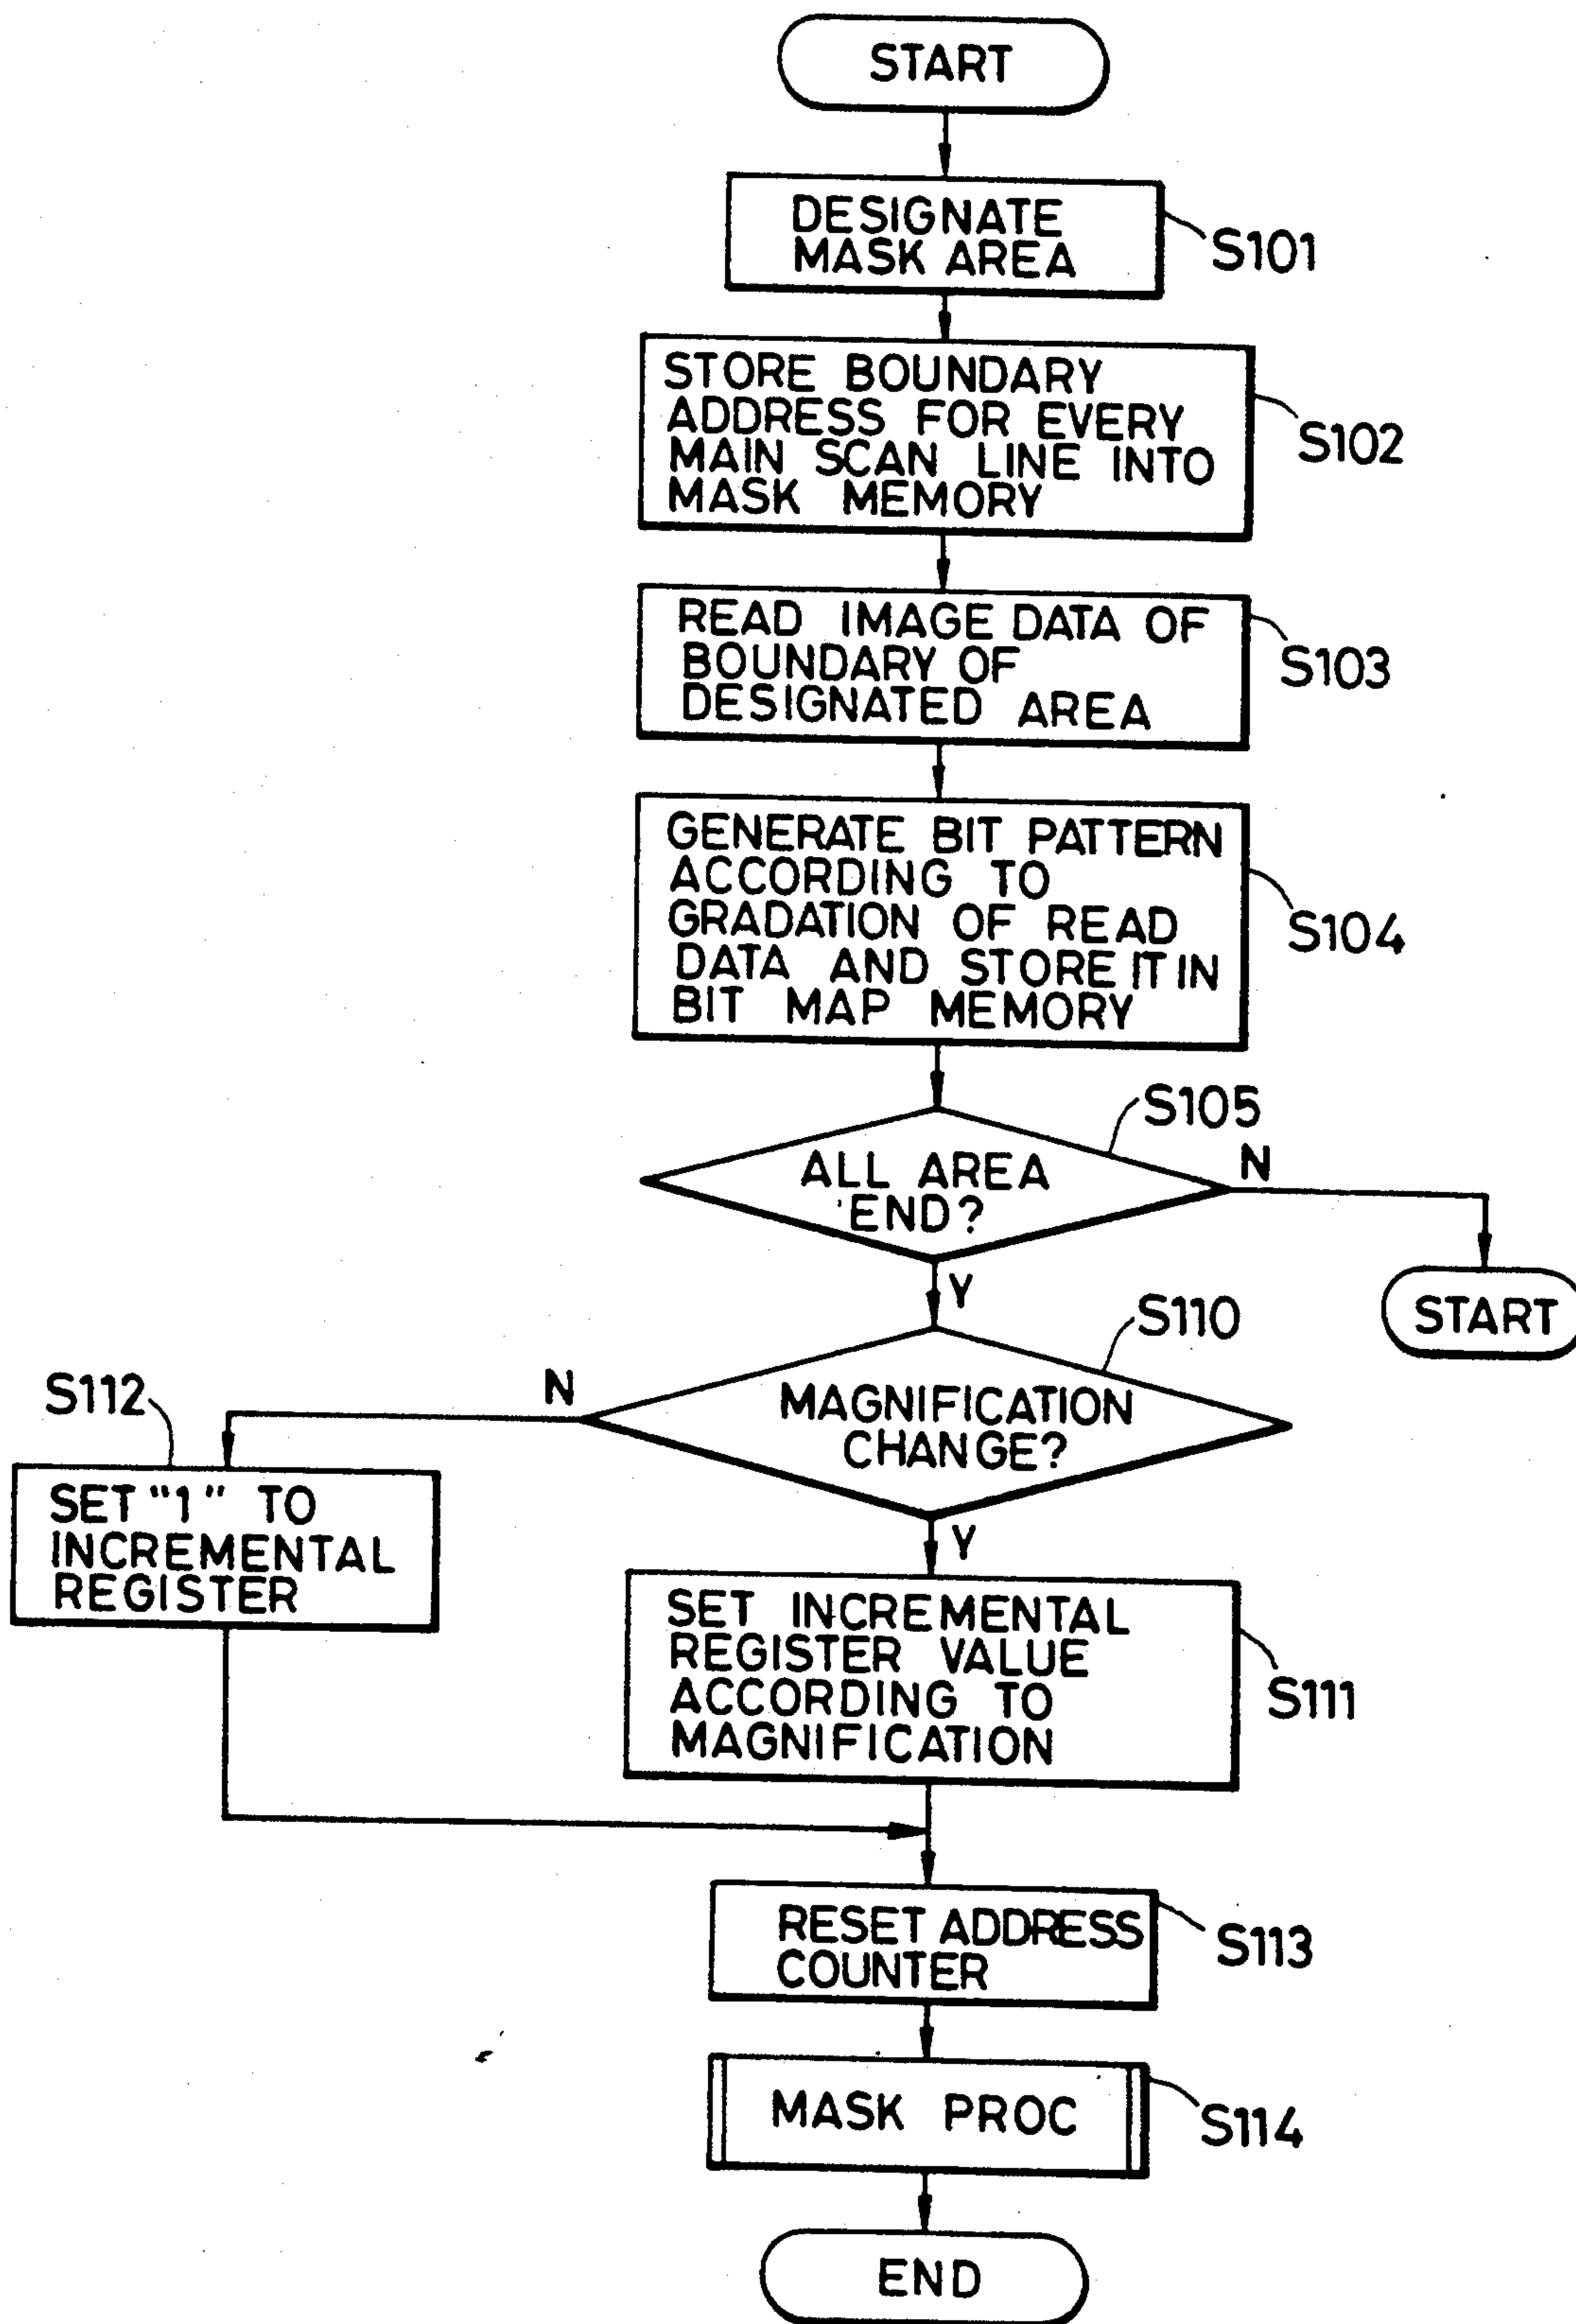 START
DESIGNATE
MASK AREA
S101
STORE BOUNDARY
ADDRESS FOR EVERY
MAIN SCAN LINE INTO
MASK MEMORY
S102
READ IMAGE DATA OF
BOUNDARY OF
DESIGNATED AREA
S103
GENERATE BIT PATTERN
ACCORDING TO
GRADATION OF READ
DATA AND STORE IT IN
BIT MAP MEMORY
S104
S105
ALL AREA
END?
N
Y
START
S110
MAGNIFICATION
CHANGE?
N
Y
S112
SET "1" TO
INCREMENTAL
REGISTER
SET INCREMENTAL
REGISTER VALUE
ACCORDING TO
MAGNIFICATION
S111
RESET ADDRESS
COUNTER
S113
MASK PROC
S114
END